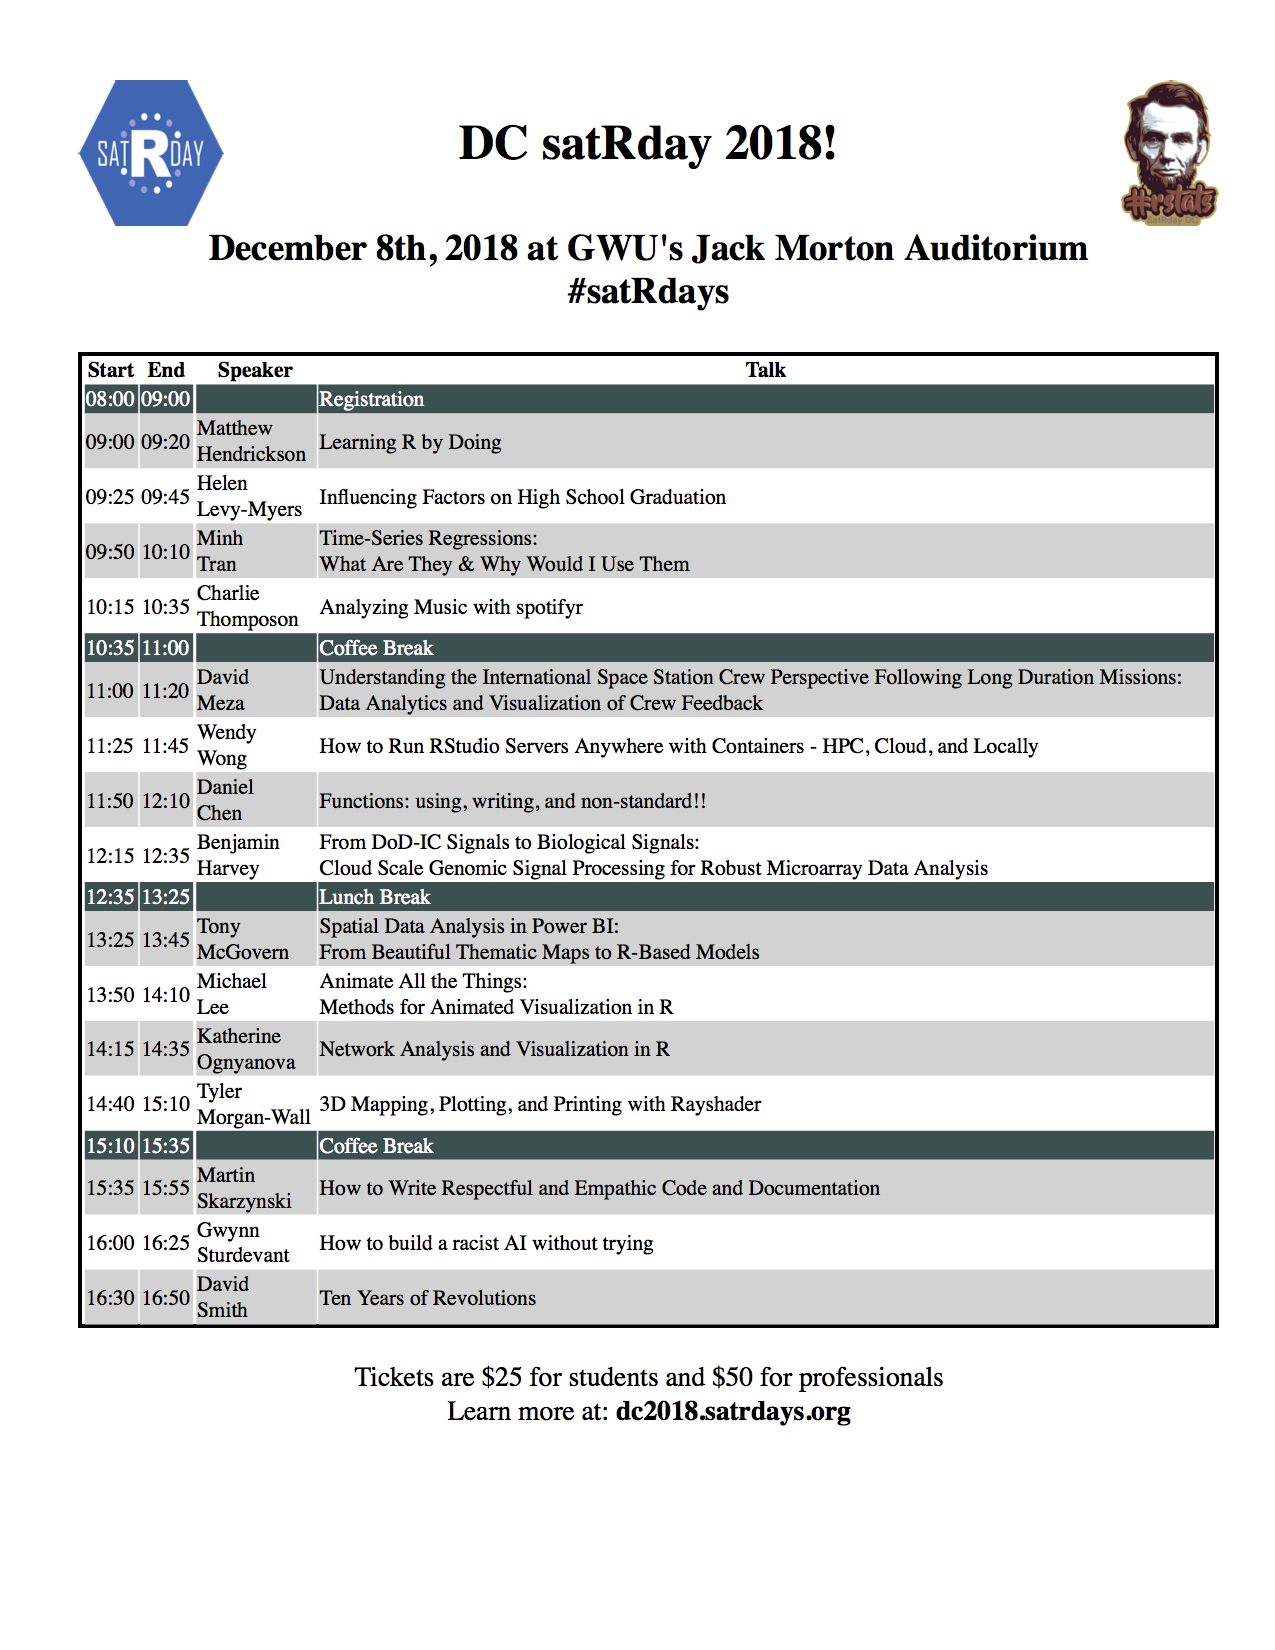 SAT R DAY
DC satRday 2018!
#rstats
SatRday DC
December 8th, 2018 at GWU's Jack Morton Auditorium
#satRdays
Start End Speaker Talk
08:00 09:00 Registration
09:00 09:20 Matthew Hendrickson Learning R by Doing
09:25 09:45 Helen Levy-Myers Influencing Factors on High School Graduation
09:50 10:10 Minh Tran Time-Series Regressions: What Are They & Why Would I Use Them
10:15 10:35 Charlie Thomposon Analyzing Music with spotifyr
10:35 11:00 Coffee Break
11:00 11:20 David Meza Understanding the International Space Station Crew Perspective Following Long Duration Missions: Data Analytics and Visualization of Crew Feedback
11:25 11:45 Wendy Wong How to Run RStudio Servers Anywhere with Containers - HPC, Cloud, and Locally
11:50 12:10 Daniel Chen Functions: using, writing, and non-standard!!
12:15 12:35 Benjamin Harvey From DoD-IC Signals to Biological Signals: Cloud Scale Genomic Signal Processing for Robust Microarray Data Analysis
12:35 13:25 Lunch Break
13:25 13:45 Tony McGovern Spatial Data Analysis in Power BI: From Beautiful Thematic Maps to R-Based Models
13:50 14:10 Michael Lee Animate All the Things: Methods for Animated Visualization in R
14:15 14:35 Katherine Ognyanova Network Analysis and Visualization in R
14:40 15:10 Tyler Morgan-Wall 3D Mapping, Plotting, and Printing with Rayshader
15:10 15:35 Coffee Break
15:35 15:55 Martin Skarzynski How to Write Respectful and Empathic Code and Documentation
16:00 16:25 Gwynn Sturdevant How to build a racist AI without trying
16:30 16:50 David Smith Ten Years of Revolutions
Tickets are $25 for students and $50 for professionals
Learn more at: dc2018.satrdays.org